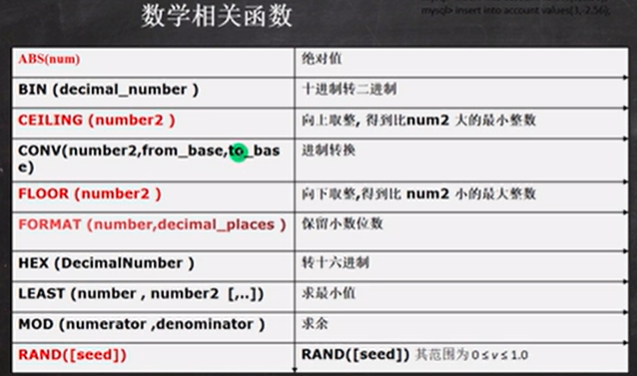 mysql> insert into account values(3,-2.56);
数学相关函数
ABS(num) 绝对值
BIN (decimal_number ) 十进制转二进制
CEILING (number2 ) 向上取整, 得到比num2 大的最小整数
CONV(number2,from_base,to_bas 进制转换
e)
FLOOR (number2 ) 向下取整,得到比 num2 小的最大整数
FORMAT (number,decimal_places ) 保留小数位数
HEX (DecimalNumber ) 转十六进制
LEAST (number , number2 [,..]) 求最小值
MOD (numerator ,denominator ) 求余
RAND([seed]) RAND([seed]) 其范围为 0 ≤ v ≤ 1.0